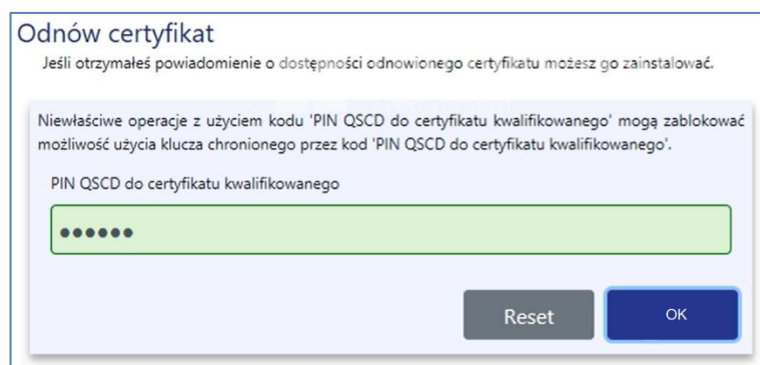 Odnów certyfikat
Jeśli otrzymałeś powiadomienie o dostępności odnowionego certyfikatu możesz go zainstalować.
Niewłaściwe operacje z użyciem kodu 'PIN QSCD do certyfikatu kwalifikowanego' mogą zablokować
możliwość użycia klucza chronionego przez kod 'PIN QSCD do certyfikatu kwalifikowanego'.
PIN QSCD do certyfikatu kwalifikowanego
••••••
Reset
OK